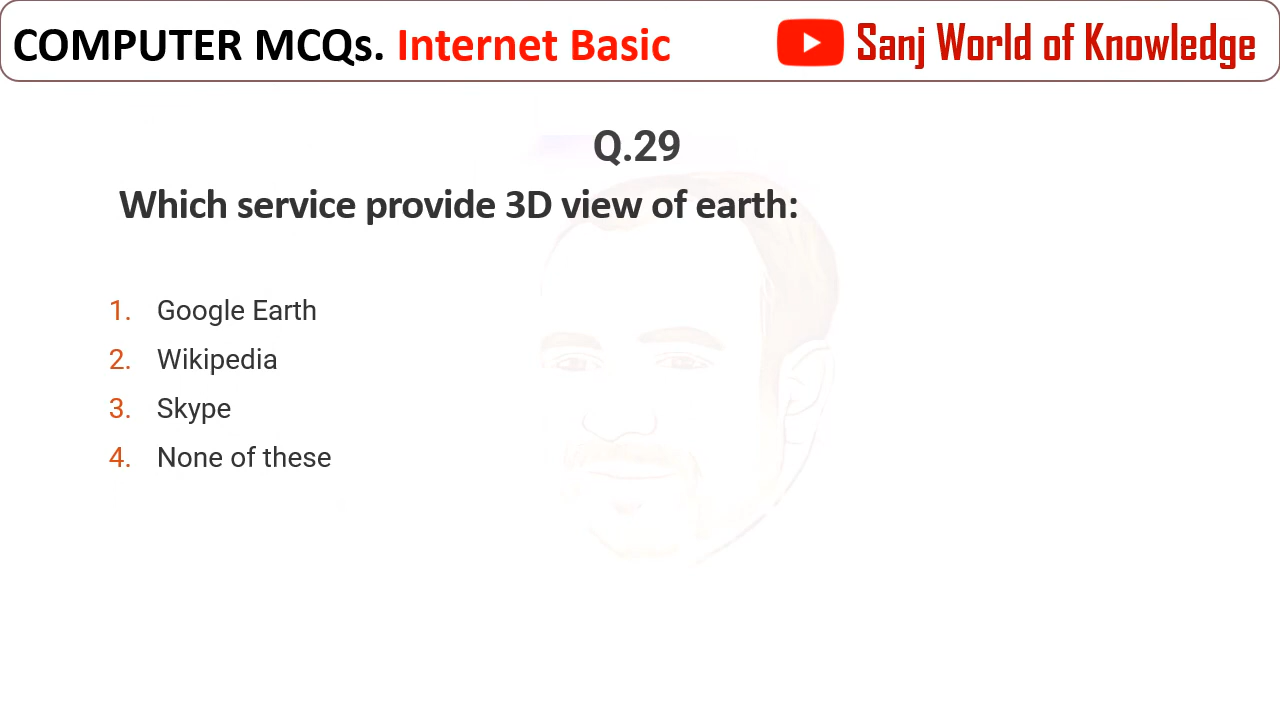 COMPUTER MCQs. Internet Basic
Sanj World of Knowledge
Q.29
Which service provide 3D view of earth:
1. Google Earth
2. Wikipedia
3. Skype
4. None of these